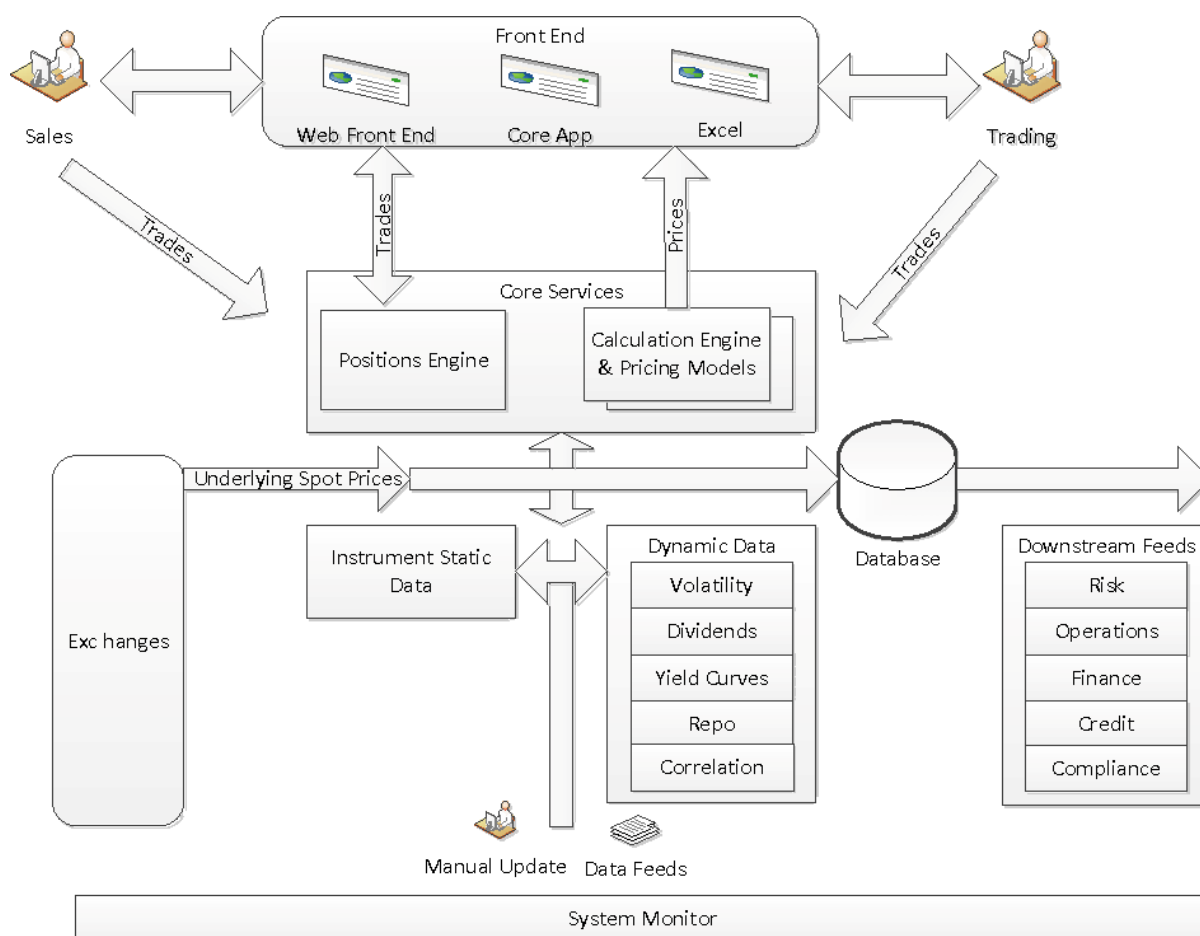 Front End
Web Front End
Core App
Excel
Sales
Trading
Trades
Trades
Prices
Trades
Core Services
Positions Engine
Calculation Engine
& Pricing Models
Underlying Spot Prices
Database
Exc hanges
Instrument Static
Data
Dynamic Data
Volatility
Dividends
Yield Curves
Repo
Correlation
Downstream Feeds
Risk
Operations
Finance
Credit
Compliance
Manual Update
Data Feeds
System Monitor